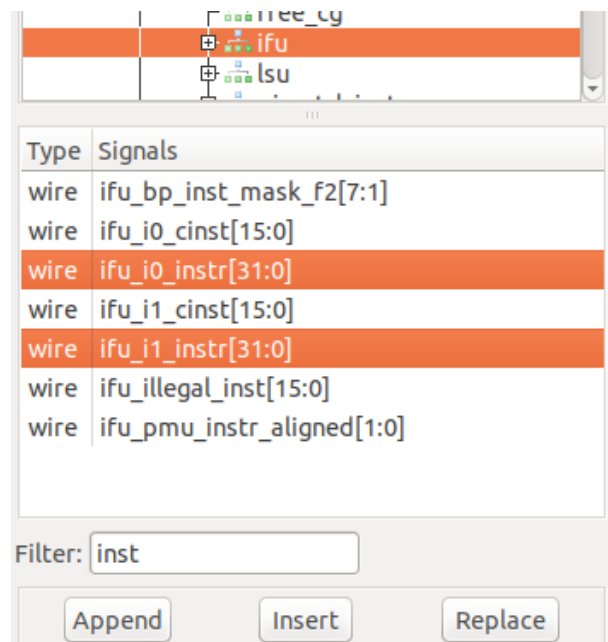 free_cg
ifu
lsu
Type Signals
wire ifu_bp_inst_mask_f2[7:1]
wire ifu_i0_cinst[15:0]
wire ifu_i0_instr[31:0]
wire ifu_i1_cinst[15:0]
wire ifu_i1_instr[31:0]
wire ifu_illegal_inst[15:0]
wire ifu_pmu_instr_aligned[1:0]
Filter: inst
Append Insert Replace